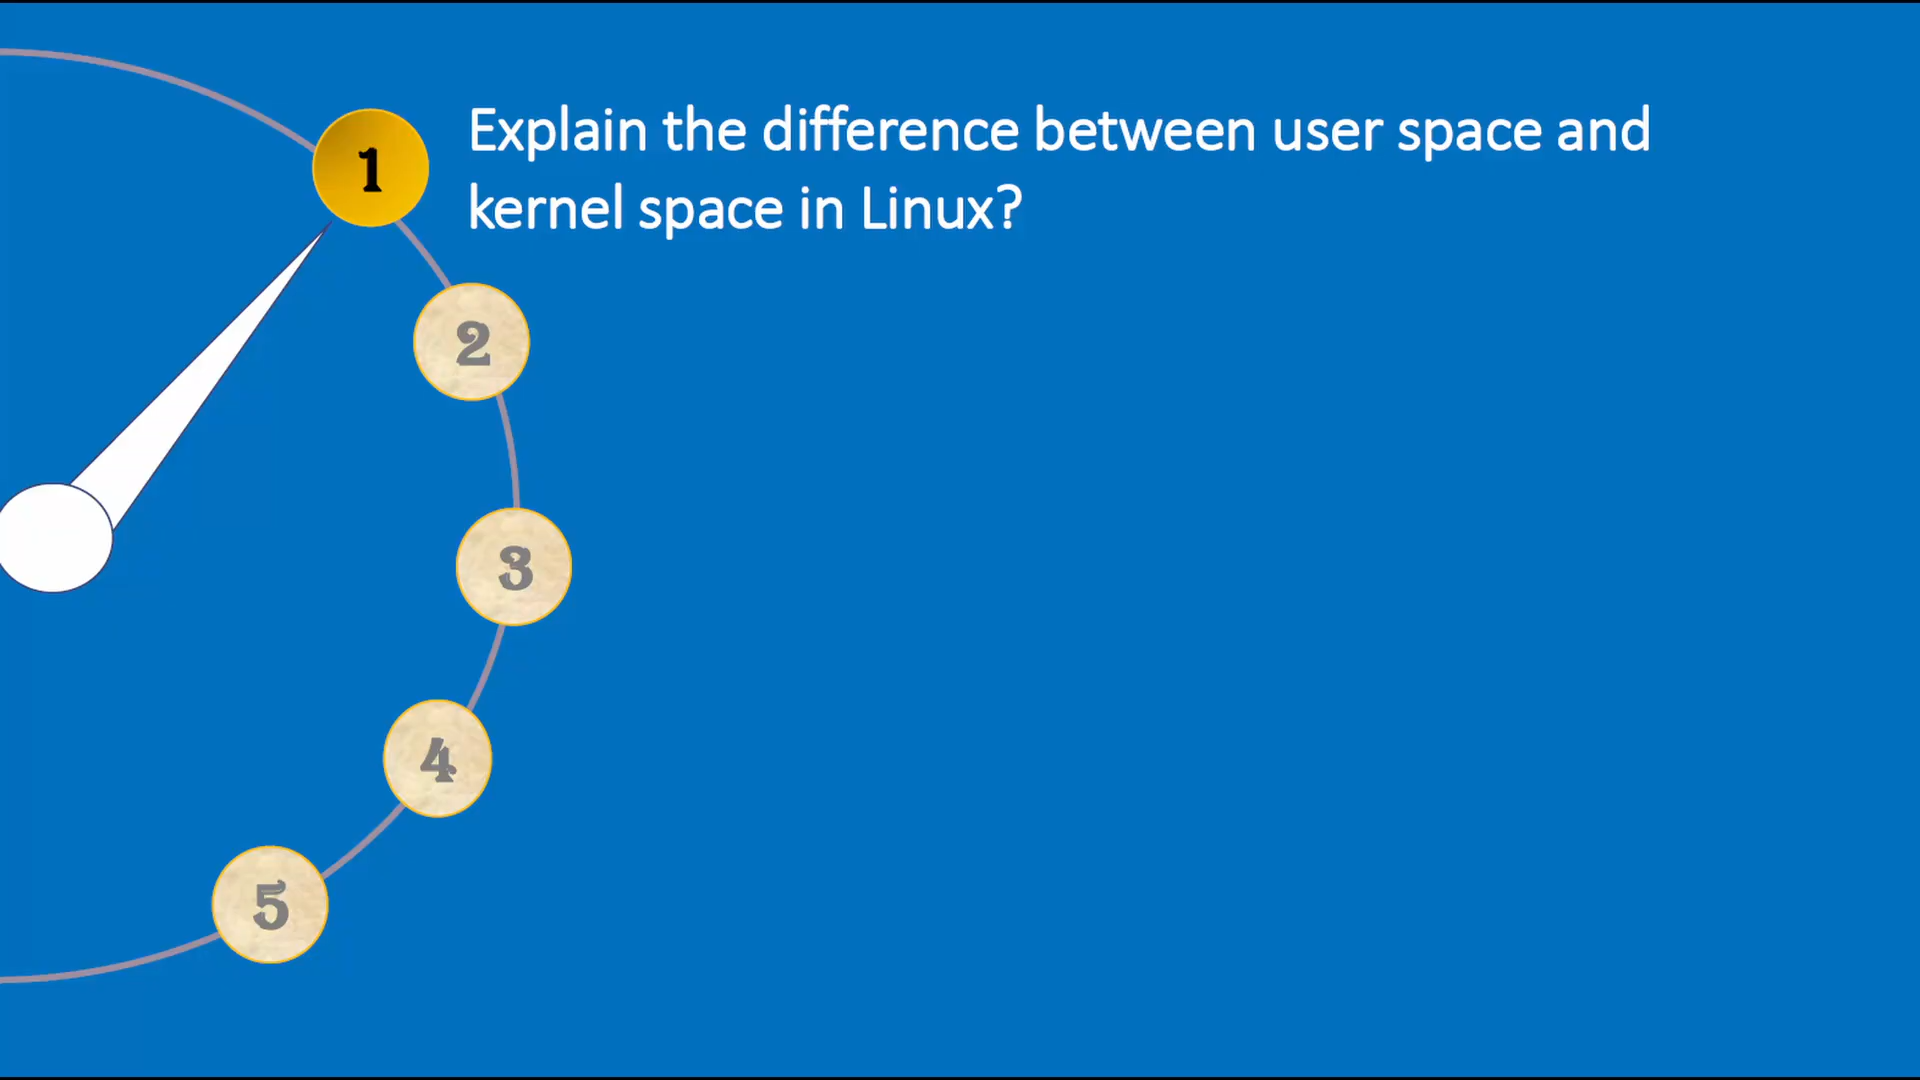 1
Explain the difference between user space and
kernel space in Linux?
2
3
4
5